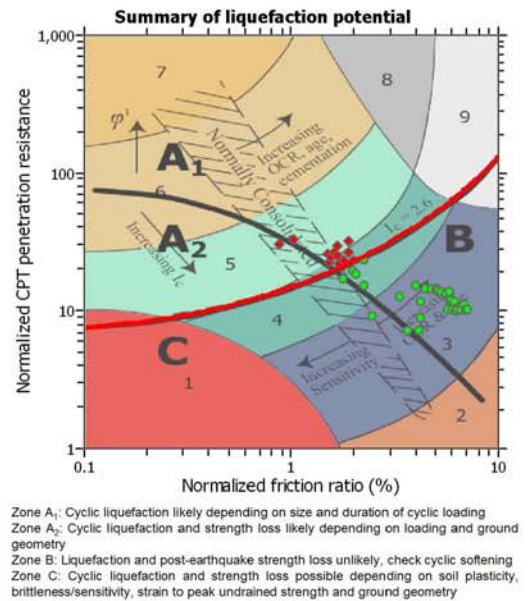 Summary of liquefaction potential
1,000
100
10
1
Normalized CPT penetration resistance
7
8
9
φ'
A1
Normally Consolidated
Increasing
OCR, age,
cementation
6
A2
Increasing Ic
5
Ic = 2.6
B
4
C
1
Increasing
Sensitivity
3
2
0.1
1
10
Normalized friction ratio (%)
Zone A1: Cyclic liquefaction likely depending on size and duration of cyclic loading
Zone A2: Cyclic liquefaction and strength loss likely depending on loading and ground
geometry
Zone B: Liquefaction and post-earthquake strength loss unlikely, check cyclic softening
Zone C: Cyclic liquefaction and strength loss possible depending on soil plasticity,
brittleness/sensitivity, strain to peak undrained strength and ground geometry